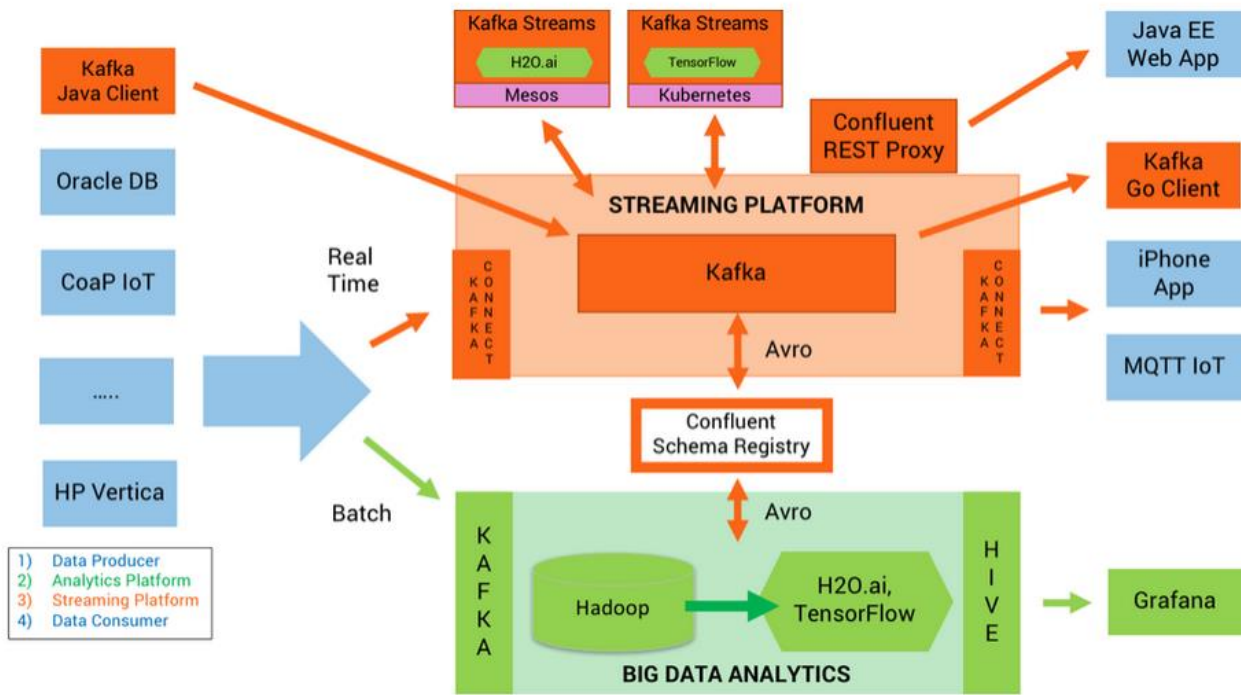 Kafka
Java Client
Oracle DB
CoaP IoT
.....
HP Vertica
1) Data Producer
2) Analytics Platform
3) Streaming Platform
4) Data Consumer
Real
Time
Batch
Kafka Streams
H2O.ai
Mesos
Kafka Streams
TensorFlow
Kubernetes
Confluent
REST Proxy
STREAMING PLATFORM
KAFKA
CONNECT
Kafka
CONNECT
KAFKA
Avro
Confluent
Schema Registry
Avro
KAFKA
Hadoop
H2O.ai,
TensorFlow
HIVE
BIG DATA ANALYTICS
Java EE
Web App
Kafka
Go Client
iPhone
App
MQTT IoT
Grafana